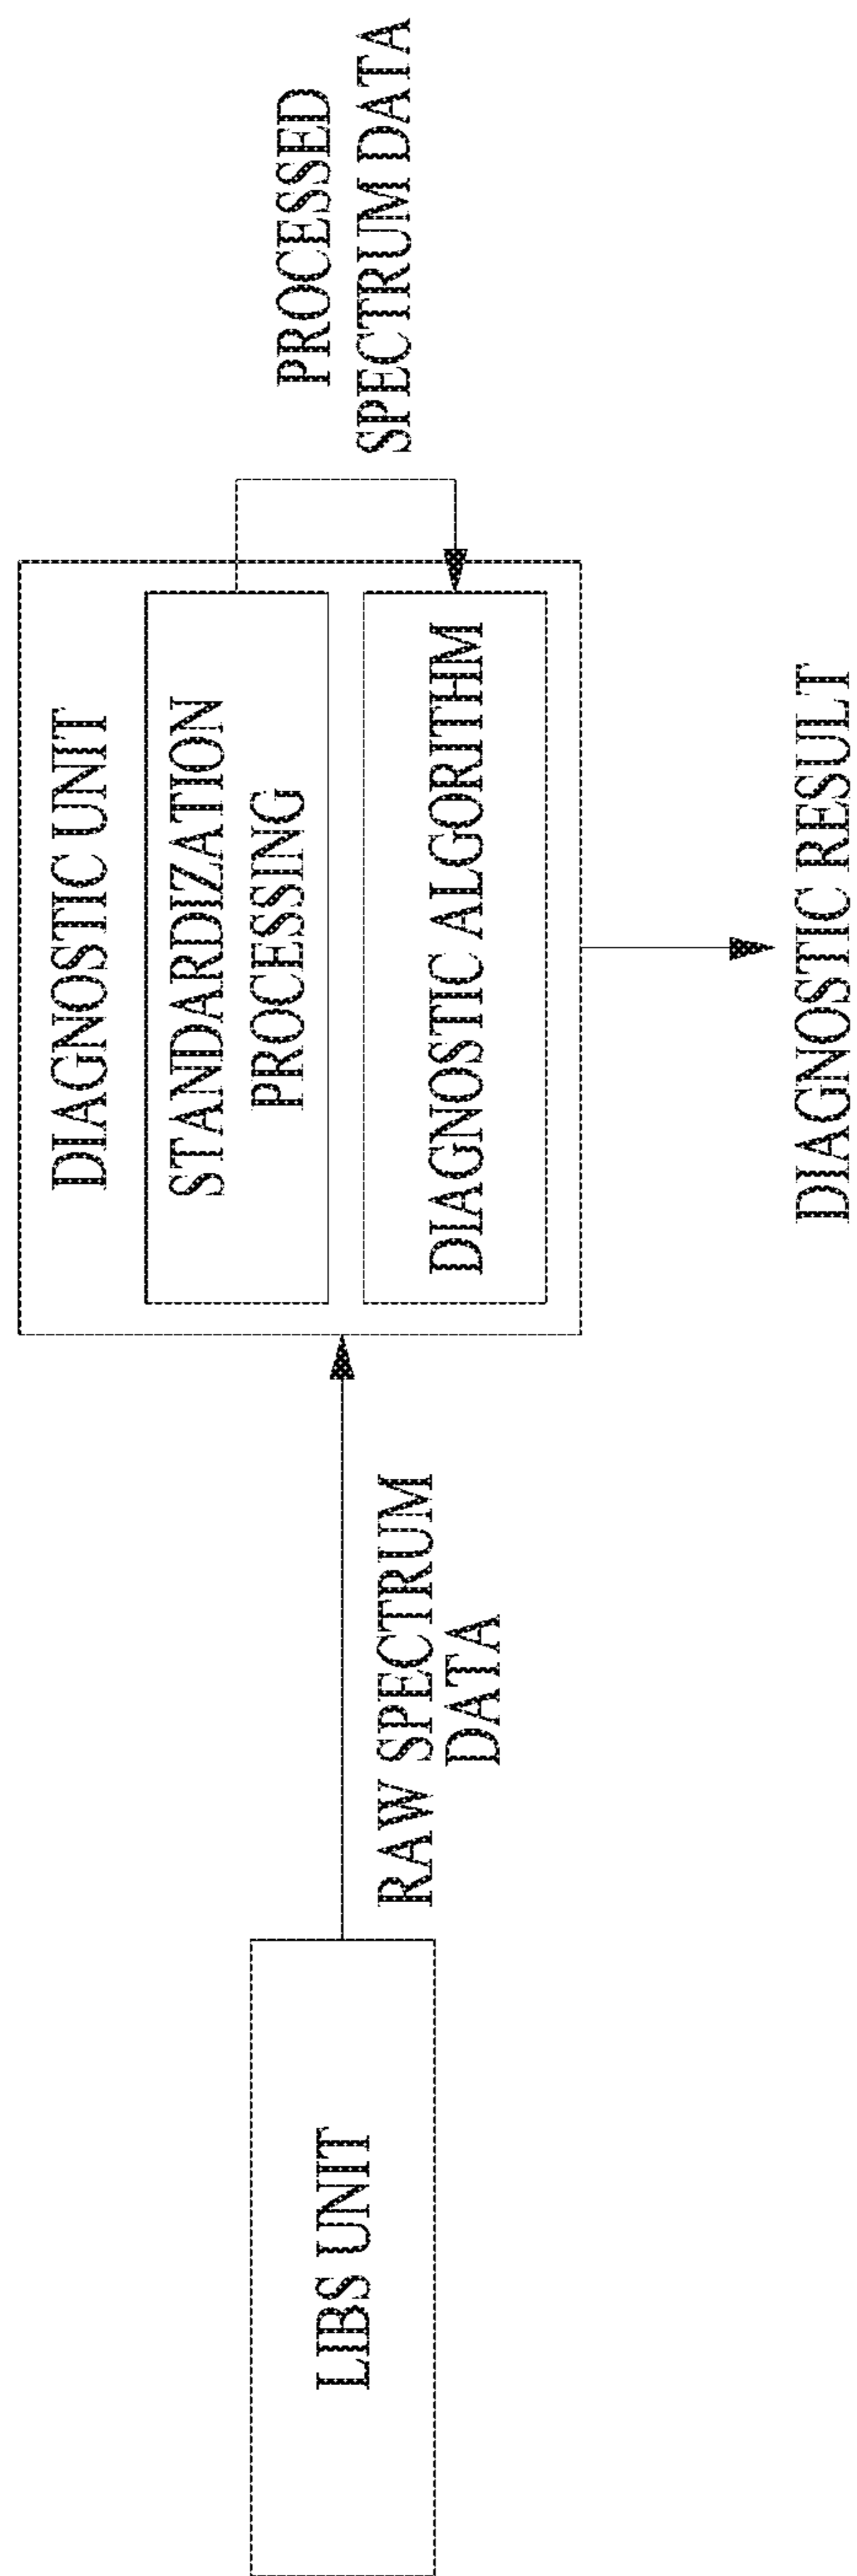 LIBS UNIT
RAW SPECTRUM
DATA
DIAGNOSTIC UNIT
STANDARDIZATION
PROCESSING
DIAGNOSTIC ALGORITHM
PROCESSED
SPECTRUM DATA
DIAGNOSTIC RESULT